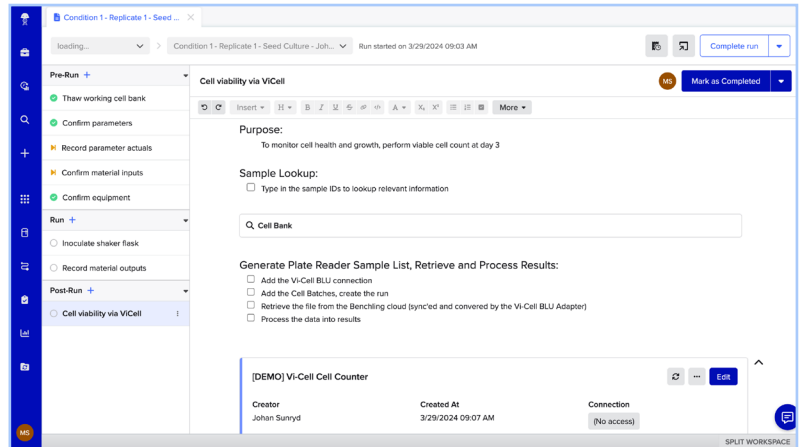 Condition 1 - Replicate 1 - Seed ...
loading...
Condition 1 - Replicate 1 - Seed Culture - Joh...
Run started on 3/29/2024 09:03 AM
Complete run
Pre-Run +
Thaw working cell bank
Confirm parameters
Record parameter actuals
Confirm material inputs
Confirm equipment
Run +
Inoculate shaker flask
Record material outputs
Post-Run +
Cell viability via ViCell
Cell viability via ViCell
MS
Mark as Completed
Insert H B I U S </> A X₁ X² More
Purpose:
To monitor cell health and growth, perform viable cell count at day 3
Sample Lookup:
Type in the sample IDs to lookup relevant information
Cell Bank
Generate Plate Reader Sample List, Retrieve and Process Results:
Add the Vi-Cell BLU connection
Add the Cell Batches, create the run
Retrieve the file from the Benchling cloud (sync'ed and convered by the Vi-Cell BLU Adapter)
Process the data into results
[DEMO] Vi-Cell Cell Counter
Edit
Creator Created At Connection
Johan Sunryd 3/29/2024 09:07 AM (No access)
MS
SPLIT WORKSPACE